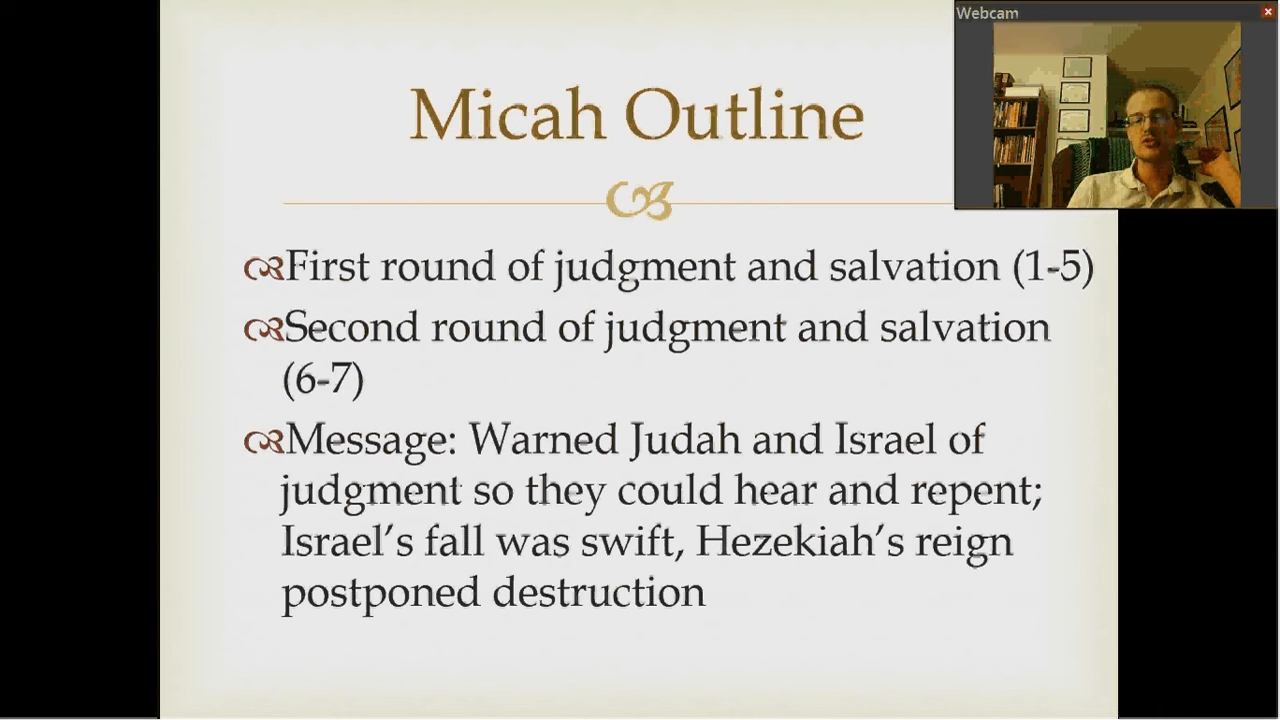 Webcam
Micah Outline
First round of judgment and salvation (1-5)
Second round of judgment and salvation
(6-7)
Message: Warned Judah and Israel of
judgment so they could hear and repent;
Israel's fall was swift, Hezekiah's reign
postponed destruction